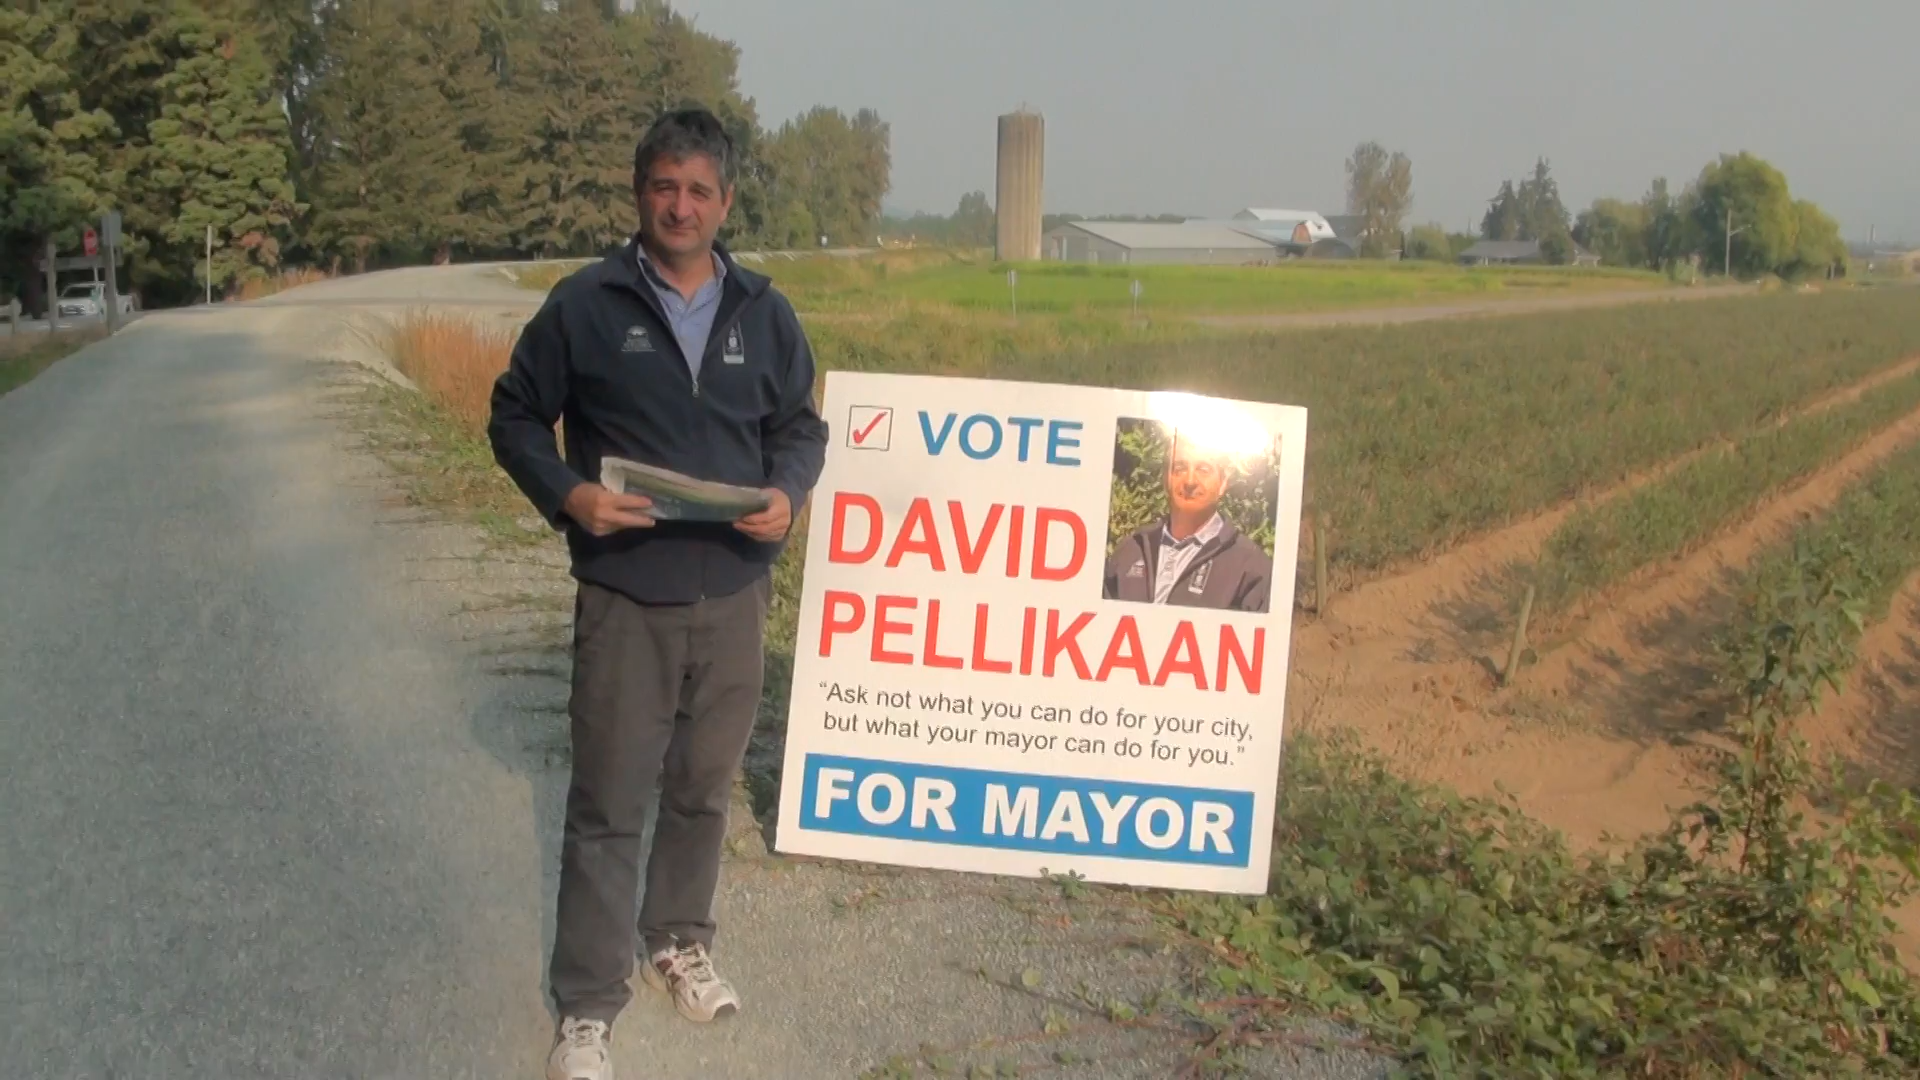 VOTE
DAVID
PELLIKAAN
“Ask not what you can do for your city,
but what your mayor can do for you.”
FOR MAYOR